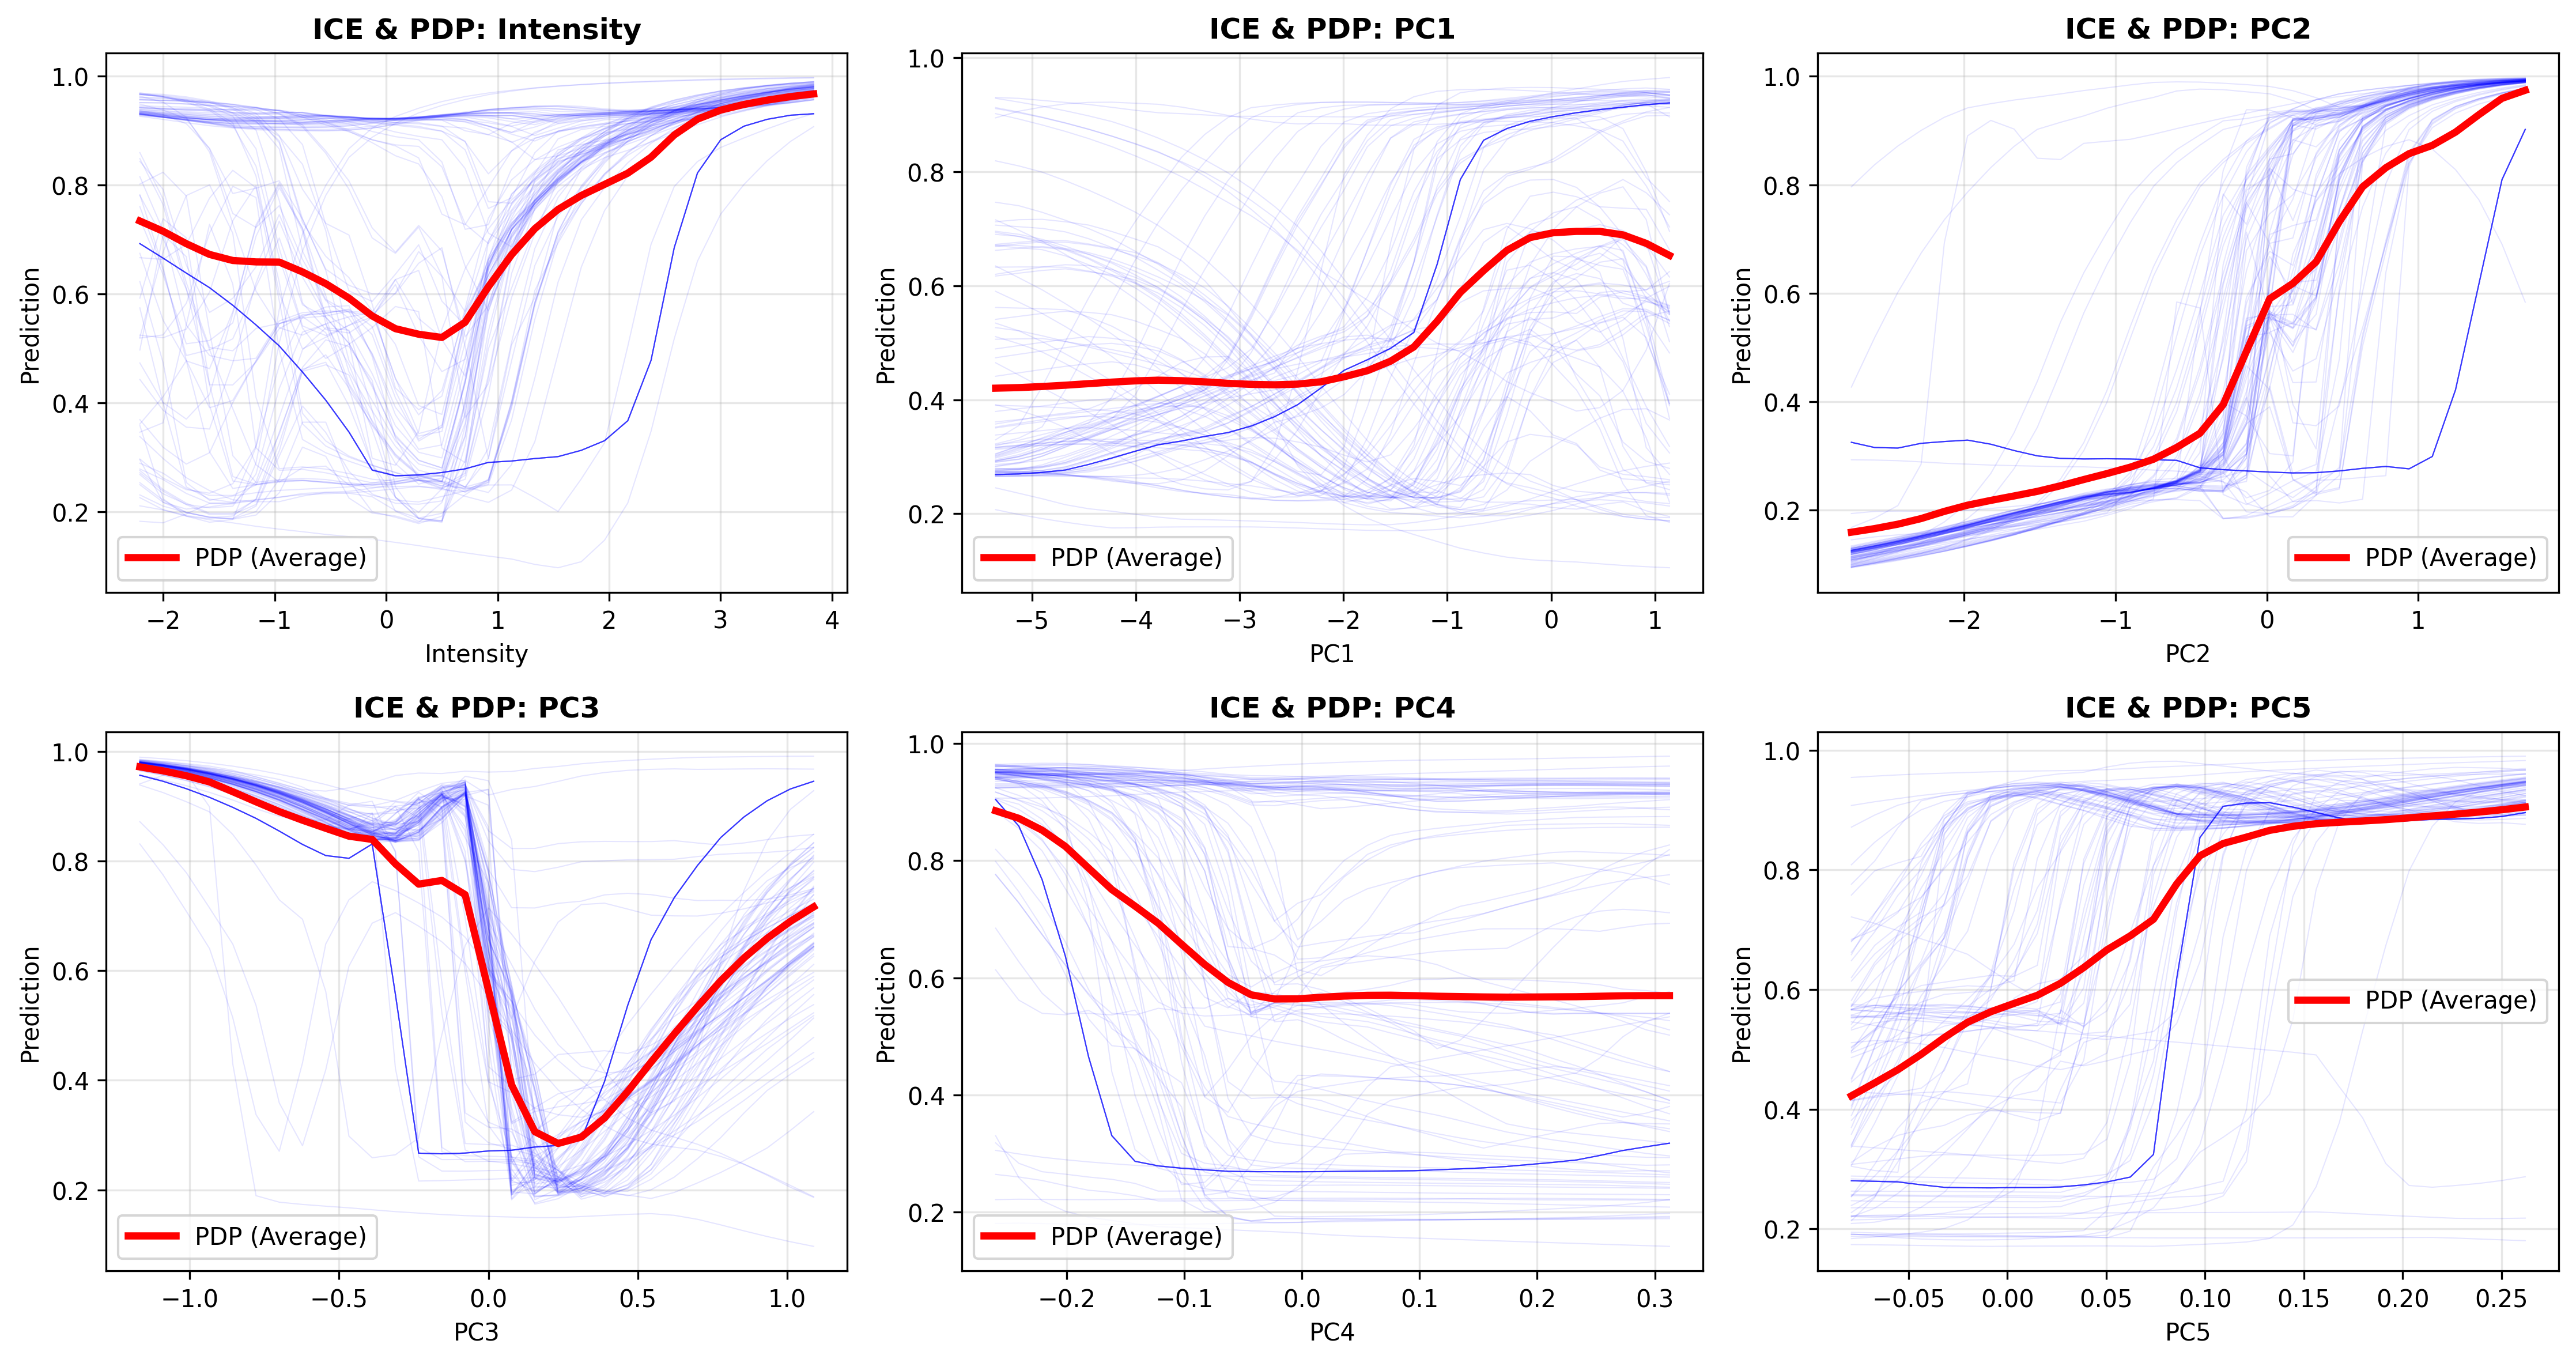 ICE & PDP: Intensity
1.0
0.8
0.6
0.4
0.2
Prediction
PDP (Average)
−2 −1 0 1 2 3 4
Intensity
ICE & PDP: PC1
1.0
0.8
0.6
0.4
0.2
Prediction
PDP (Average)
−5 −4 −3 −2 −1 0 1
PC1
ICE & PDP: PC2
1.0
0.8
0.6
0.4
0.2
Prediction
PDP (Average)
−2 −1 0 1
PC2
ICE & PDP: PC3
1.0
0.8
0.6
0.4
0.2
Prediction
PDP (Average)
−1.0 −0.5 0.0 0.5 1.0
PC3
ICE & PDP: PC4
1.0
0.8
0.6
0.4
0.2
Prediction
PDP (Average)
−0.2 −0.1 0.0 0.1 0.2 0.3
PC4
ICE & PDP: PC5
1.0
0.8
0.6
0.4
0.2
Prediction
PDP (Average)
−0.05 0.00 0.05 0.10 0.15 0.20 0.25
PC5